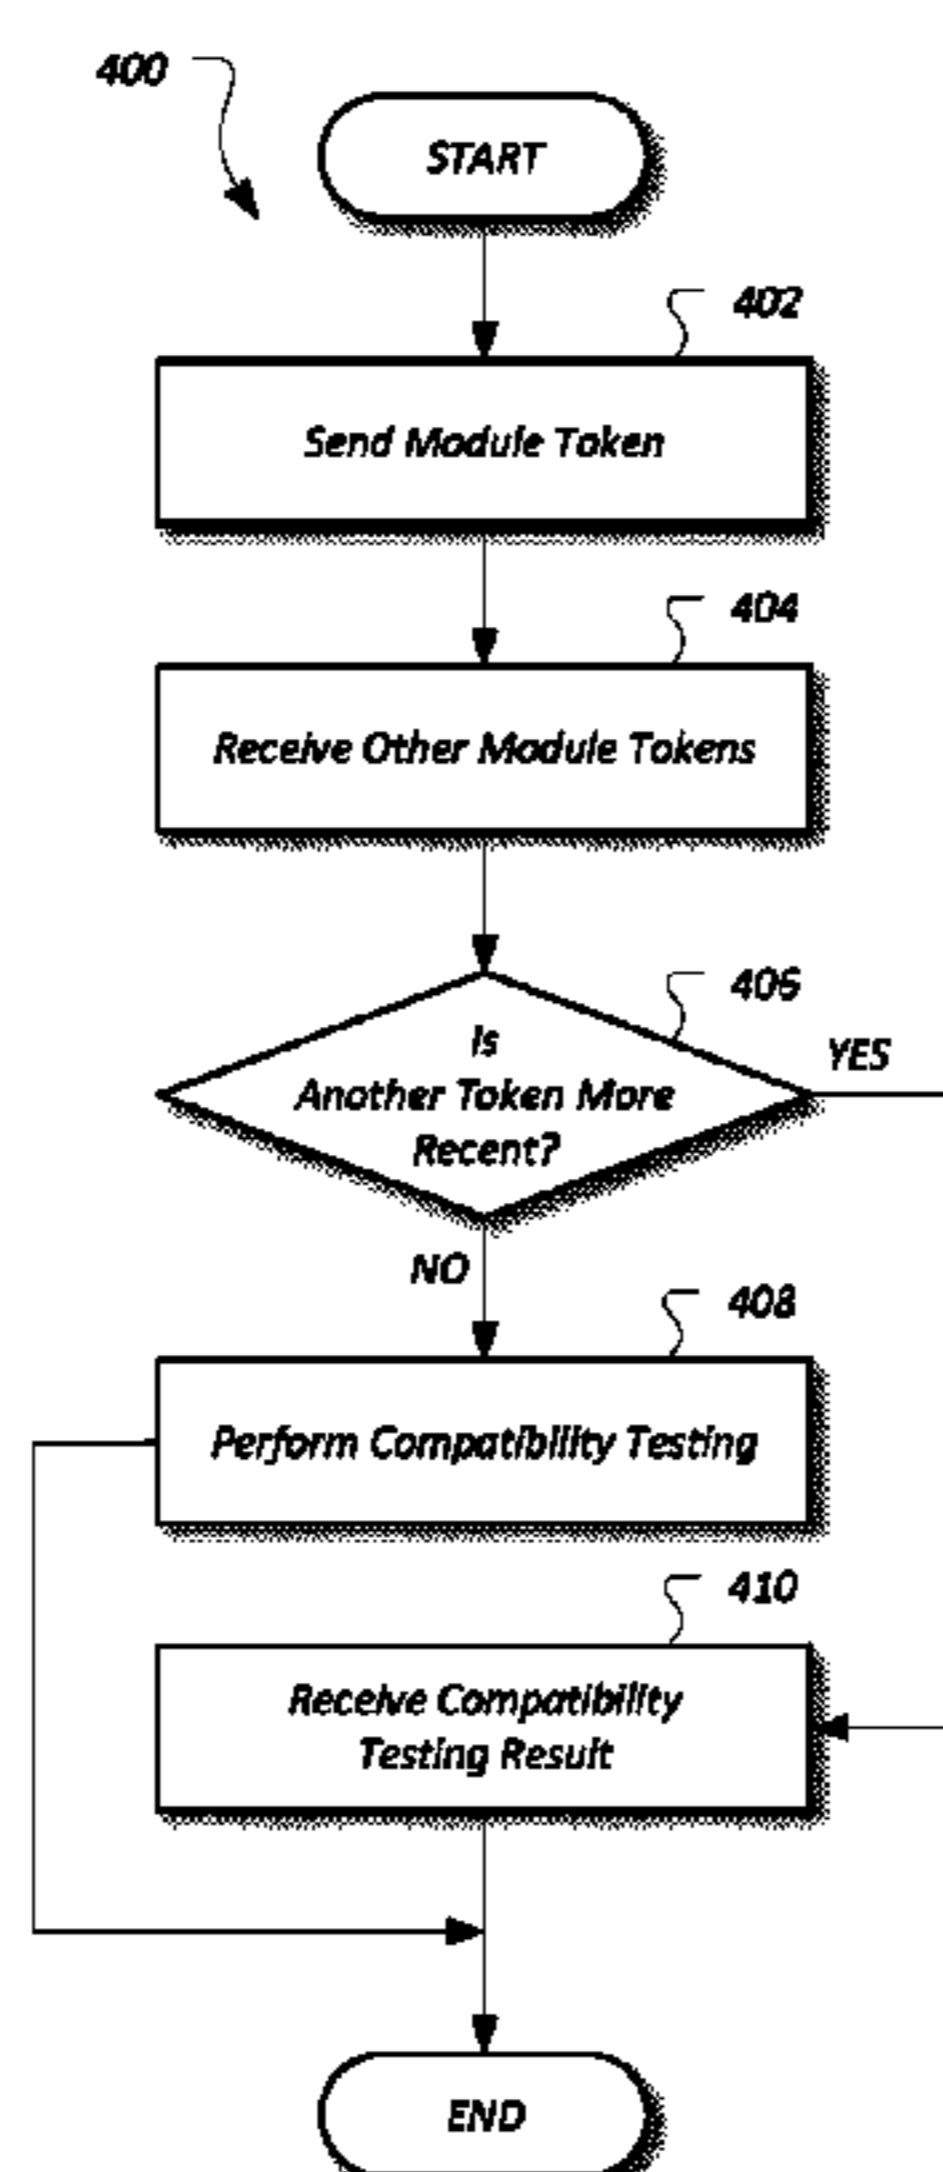 400
START
402
Send Module Token
404
Receive Other Module Tokens
406
Is
Another Token More
Recent?
YES
NO
408
Perform Compatibility Testing
410
Receive Compatibility
Testing Result
END